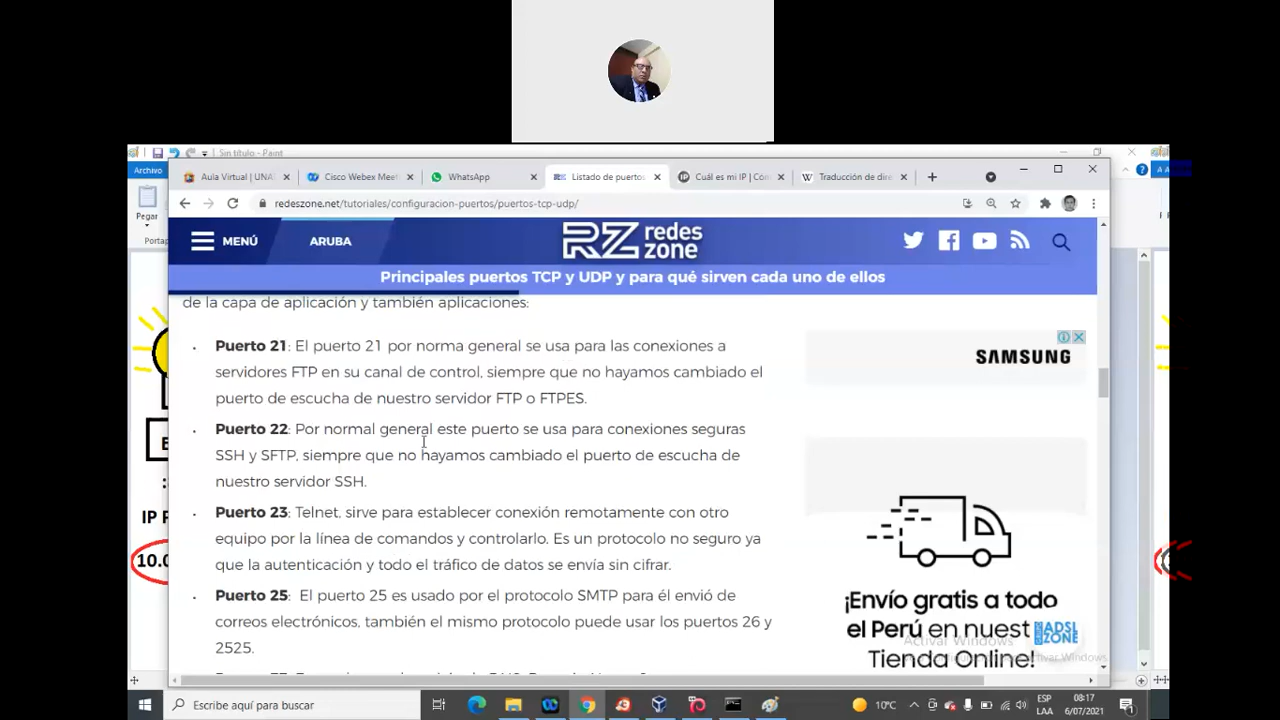 Sin título - Paint
Archivo
Pegar
Aula Virtual | UNA
Cisco Webex Meet
WhatsApp
Listado de puertos
Cuál es mi IP | Com
Traducción de dire
redeszone.net/tutoriales/configuracion-puertos/puertos-tcp-udp/
MENÚ
ARUBA
RZ redes zone
Principales puertos TCP y UDP y para qué sirven cada uno de ellos
de la capa de aplicación y también aplicaciones:
Puerto 21: El puerto 21 por norma general se usa para las conexiones a
servidores FTP en su canal de control, siempre que no hayamos cambiado el
puerto de escucha de nuestro servidor FTP o FTPES.
Puerto 22: Por normal general este puerto se usa para conexiones seguras
SSH y SFTP, siempre que no hayamos cambiado el puerto de escucha de
nuestro servidor SSH.
Puerto 23: Telnet, sirve para establecer conexión remotamente con otro
equipo por la línea de comandos y controlarlo. Es un protocolo no seguro ya
que la autenticación y todo el tráfico de datos se envía sin cifrar.
Puerto 25: El puerto 25 es usado por el protocolo SMTP para él envió de
correos electrónicos, también el mismo protocolo puede usar los puertos 26 y
2525.
SAMSUNG
¡Envío gratis a todo
el Perú en nuest
Tienda Online!
ADSL ZONE
Activar Windows
IP
10.0
Escribe aquí para buscar
10°C
ESP
LAA
08:17
6/07/2021